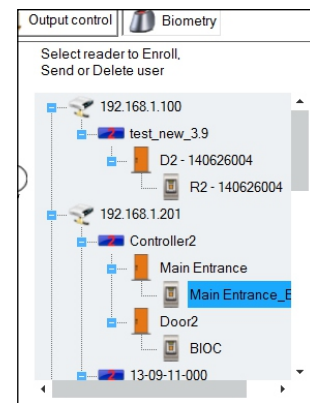 Output control Biometry
Select reader to Enroll,
Send or Delete user
192.168.1.100
test_new_3.9
D2 - 140626004
R2 - 140626004
192.168.1.201
Controller2
Main Entrance
Main Entrance_
Door2
BIOC
13-09-11-000